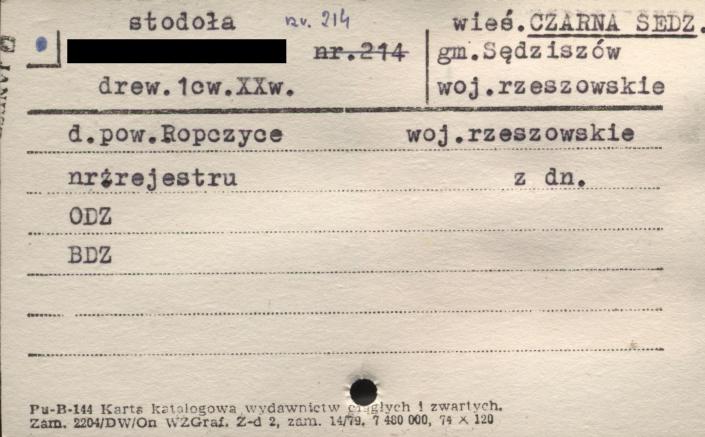 stodoła nr. 214
wieś. CZARNA SEDZ.
nr.214
gm.Sędziszów
drew.1cw.XXw.
woj.rzeszowskie
d.pow.Ropczyce woj.rzeszowskie
nr rejestru z dn.
ODZ
BDZ
Pu-B-144 Karta katalogowa wydawnictw ciągłych i zwartych.
Zam. 2204/DW/On WZGraf. Z-d 2, zam. 14/79, 7 480 000, 74 × 120